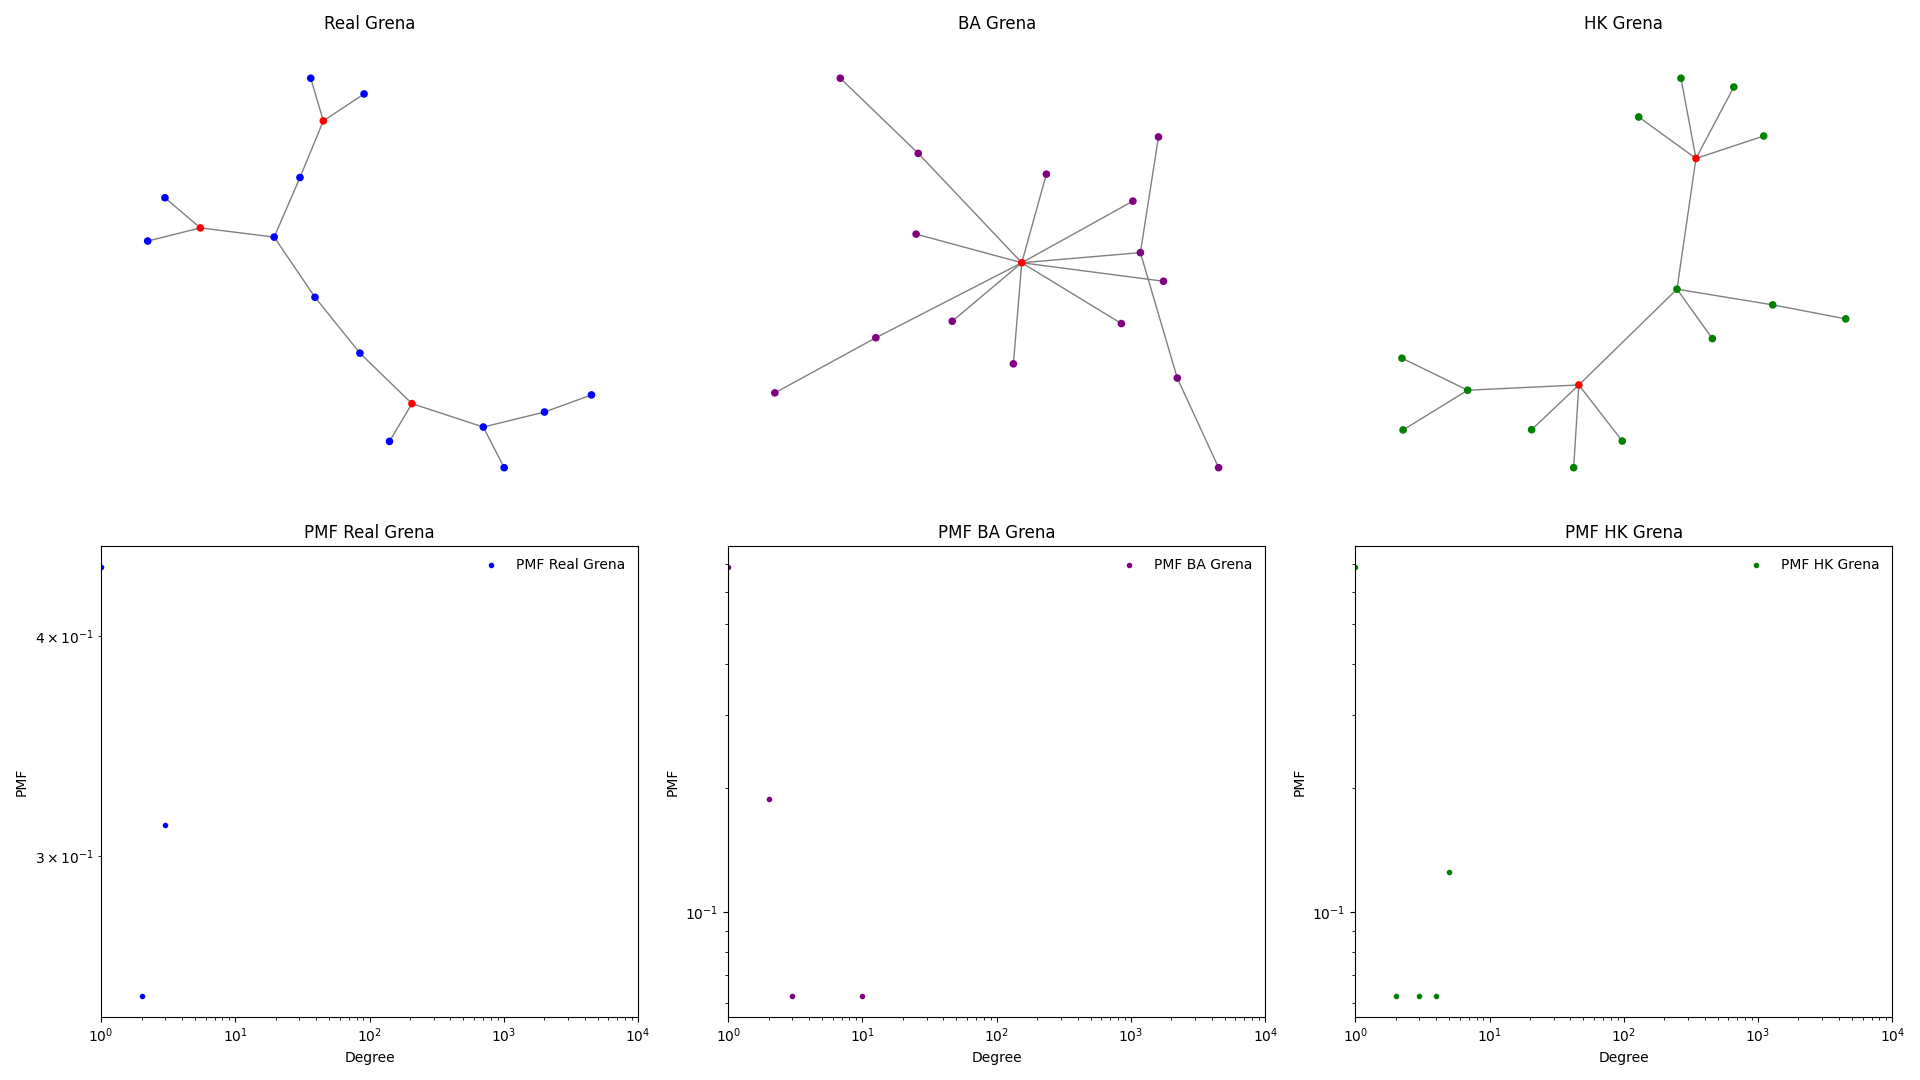 Real Grena
BA Grena
HK Grena
PMF Real Grena
PMF BA Grena
PMF HK Grena
PMF Real Grena
PMF BA Grena
PMF HK Grena
4 × 10⁻¹
3 × 10⁻¹
PMF
10⁰ 10¹ 10² 10³ 10⁴
Degree
10⁻¹
PMF
10⁰ 10¹ 10² 10³ 10⁴
Degree
10⁻¹
PMF
10⁰ 10¹ 10² 10³ 10⁴
Degree